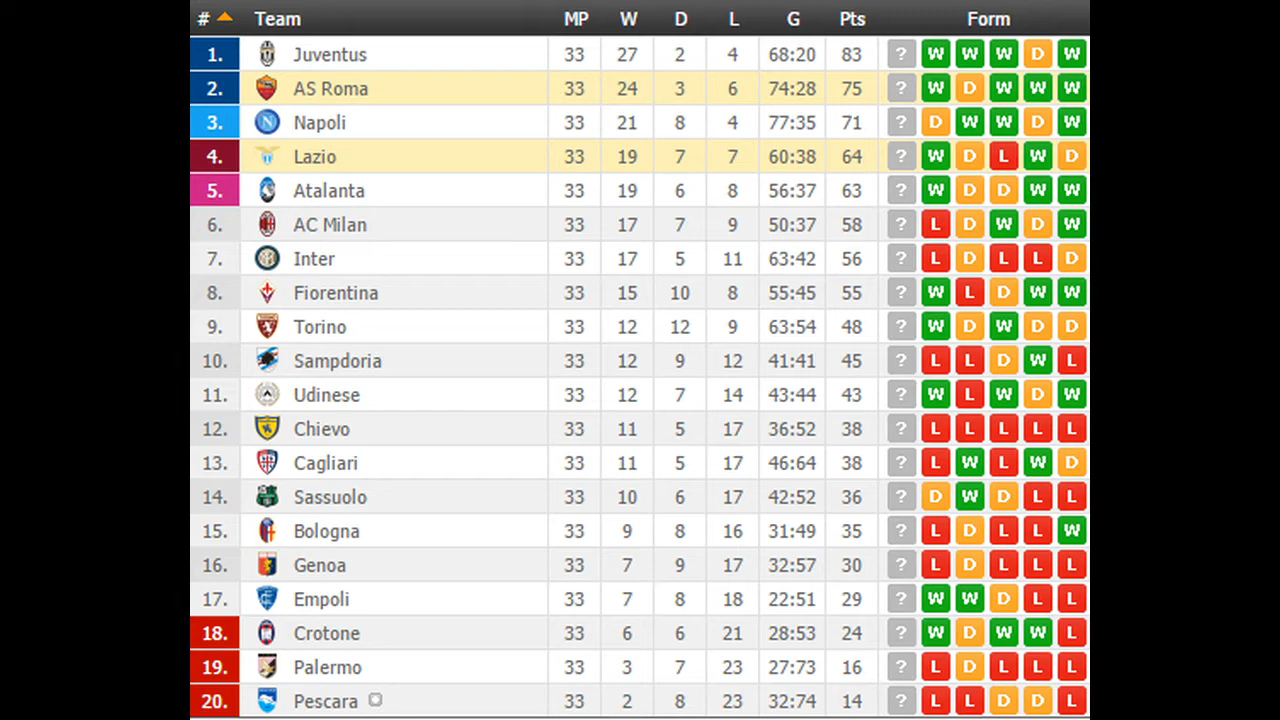 # Team MP W D L G Pts Form
1. Juventus 33 27 2 4 68:20 83 ? W W W D W
2. AS Roma 33 24 3 6 74:28 75 ? W D W W W
3. Napoli 33 21 8 4 77:35 71 ? D W W D W
4. Lazio 33 19 7 7 60:38 64 ? W D L W D
5. Atalanta 33 19 6 8 56:37 63 ? W D D W W
6. AC Milan 33 17 7 9 50:37 58 ? L D W D W
7. Inter 33 17 5 11 63:42 56 ? L D L L D
8. Fiorentina 33 15 10 8 55:45 55 ? W L D W W
9. Torino 33 12 12 9 63:54 48 ? W D W D D
10. Sampdoria 33 12 9 12 41:41 45 ? L L D W L
11. Udinese 33 12 7 14 43:44 43 ? W L W D W
12. Chievo 33 11 5 17 36:52 38 ? L L L L L
13. Cagliari 33 11 5 17 46:64 38 ? L W L W D
14. Sassuolo 33 10 6 17 42:52 36 ? D W D L L
15. Bologna 33 9 8 16 31:49 35 ? L D L L W
16. Genoa 33 7 9 17 32:57 30 ? L D L L L
17. Empoli 33 7 8 18 22:51 29 ? W W D L L
18. Crotone 33 6 6 21 28:53 24 ? W D W W L
19. Palermo 33 3 7 23 27:73 16 ? L D L L L
20. Pescara 33 2 8 23 32:74 14 ? L L D D L